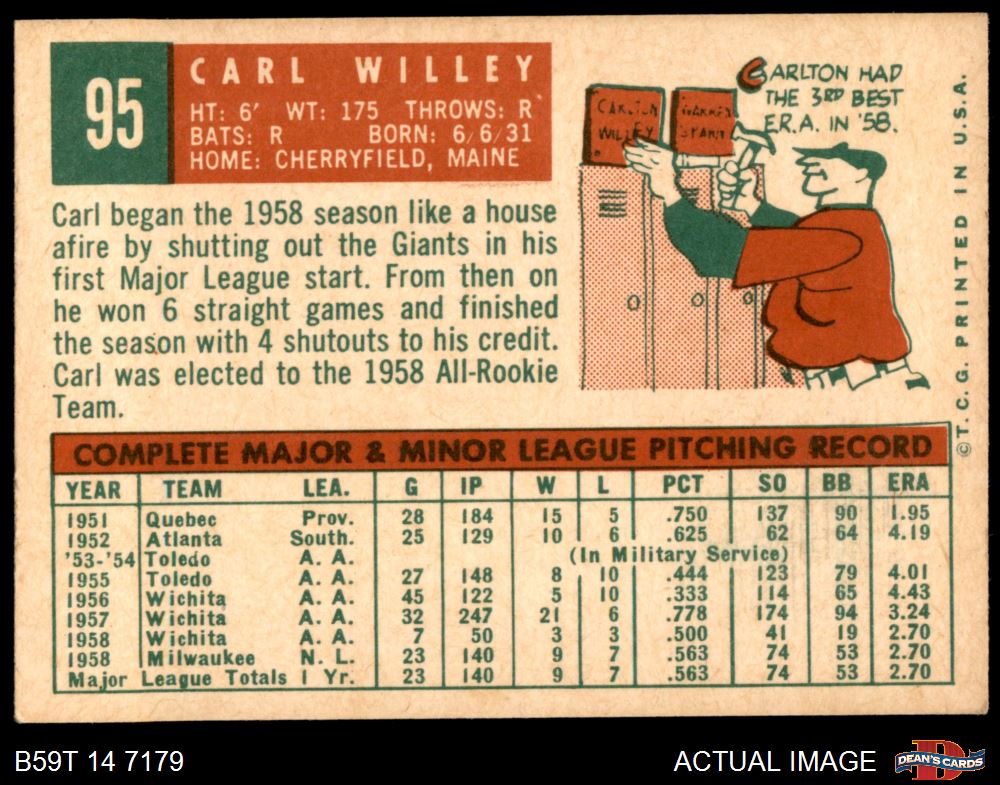 95
CARL WILLEY
HT: 6' WT: 175 THROWS: R
BATS: R BORN: 6/6/31
HOME: CHERRYFIELD, MAINE
Carl began the 1958 season like a house
afire by shutting out the Giants in his
first Major League start. From then on
he won 6 straight games and finished
the season with 4 shutouts to his credit.
Carl was elected to the 1958 All-Rookie
Team.
CARLTON HAD
THE 3RD BEST
E.R.A. IN '58.
CARLTON
WILLEY
WARREN
SPAHN
©T.C.G. PRINTED IN U.S.A.
COMPLETE MAJOR & MINOR LEAGUE PITCHING RECORD
YEAR TEAM LEA. G IP W L PCT SO BB ERA
1951 Quebec Prov. 28 184 15 5 .750 137 90 1.95
1952 Atlanta South. 25 129 10 6 .625 62 64 4.19
'53-'54 Toledo A. A. (In Military Service)
1955 Toledo A. A. 27 148 8 10 .444 123 79 4.01
1956 Wichita A. A. 45 122 5 10 .333 114 65 4.43
1957 Wichita A. A. 32 247 21 6 .778 174 94 3.24
1958 Wichita A. A. 7 50 3 3 .500 41 19 2.70
1958 Milwaukee N. L. 23 140 9 7 .563 74 53 2.70
Major League Totals 1 Yr. 23 140 9 7 .563 74 53 2.70
B59T 14 7179
ACTUAL IMAGE
DEAN'S CARDS